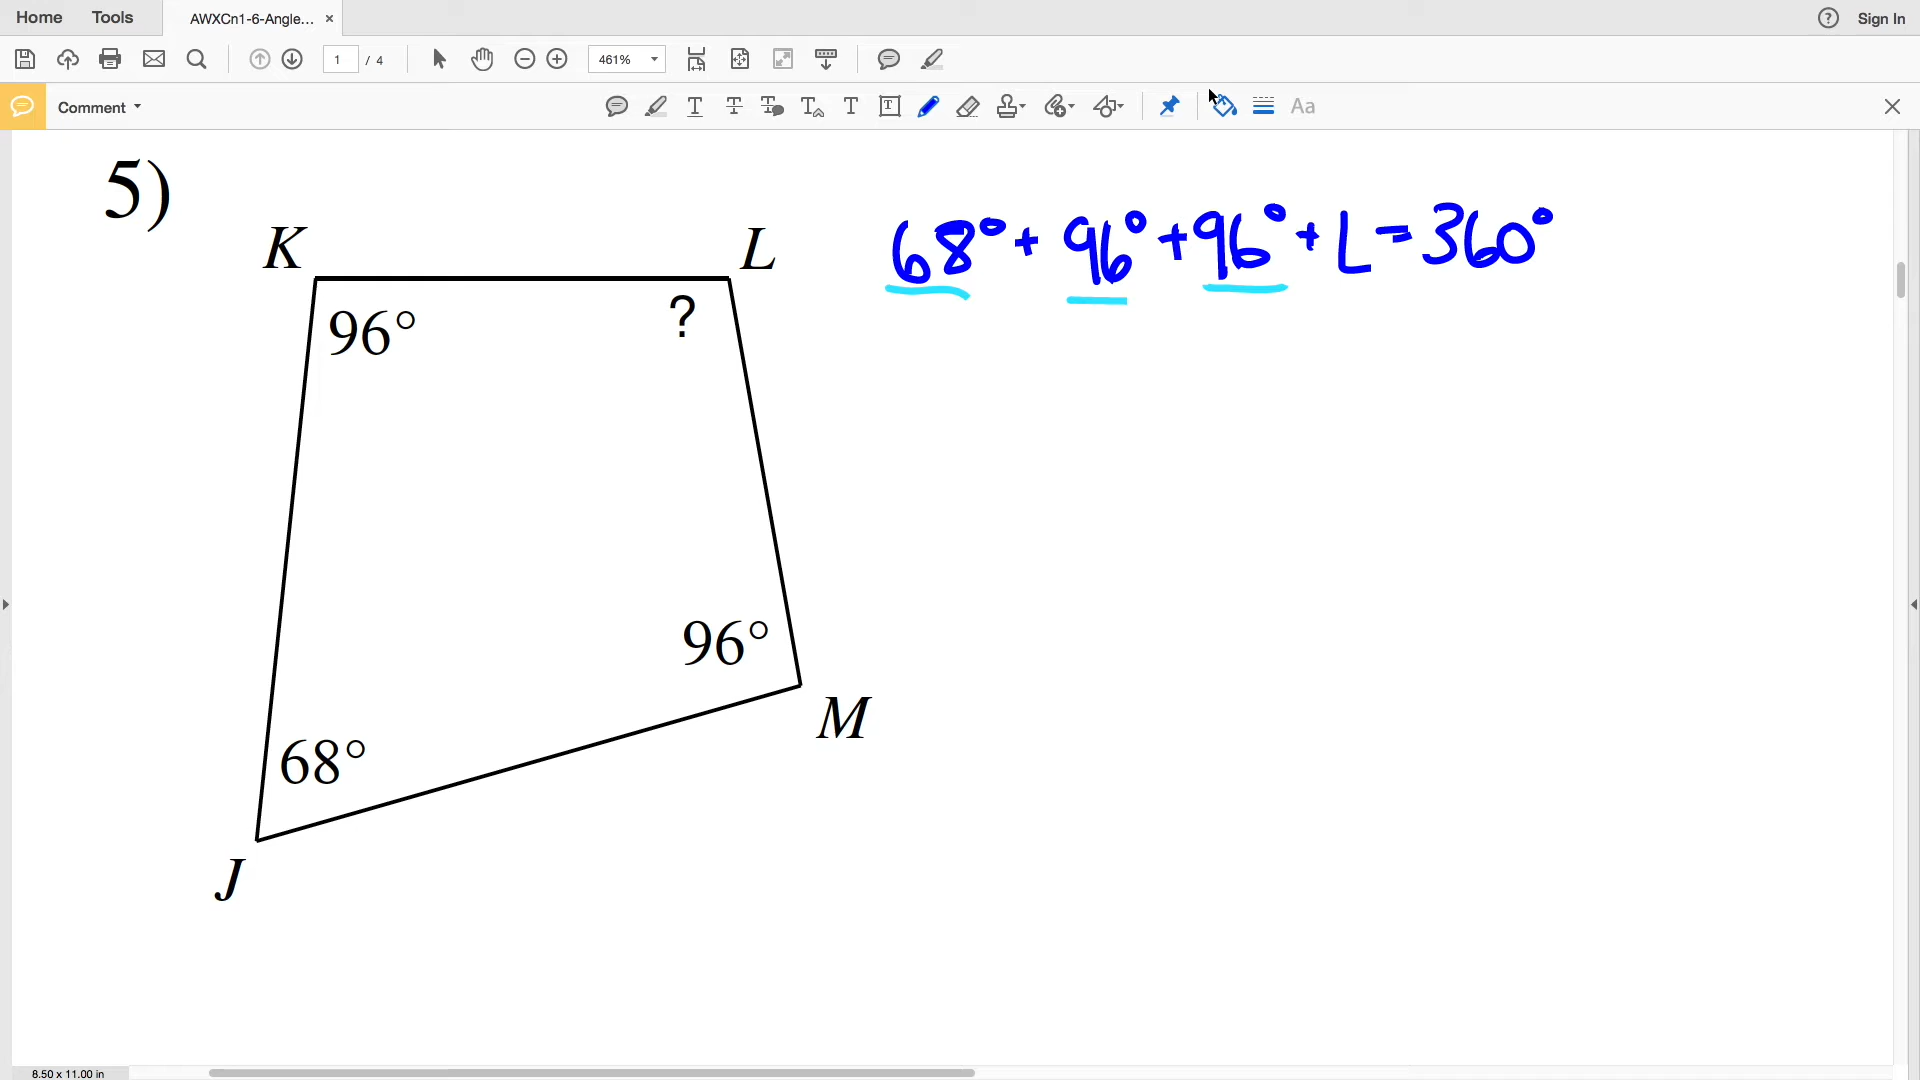 Home Tools AWXCn1-6-Angle... × ? Sign In
1 / 4 461%
Comment T T T T T T Aa
5)
68° + 96° + 96° + L = 360°
K L
96° ?
96°
M
68°
J
8.50 x 11.00 in